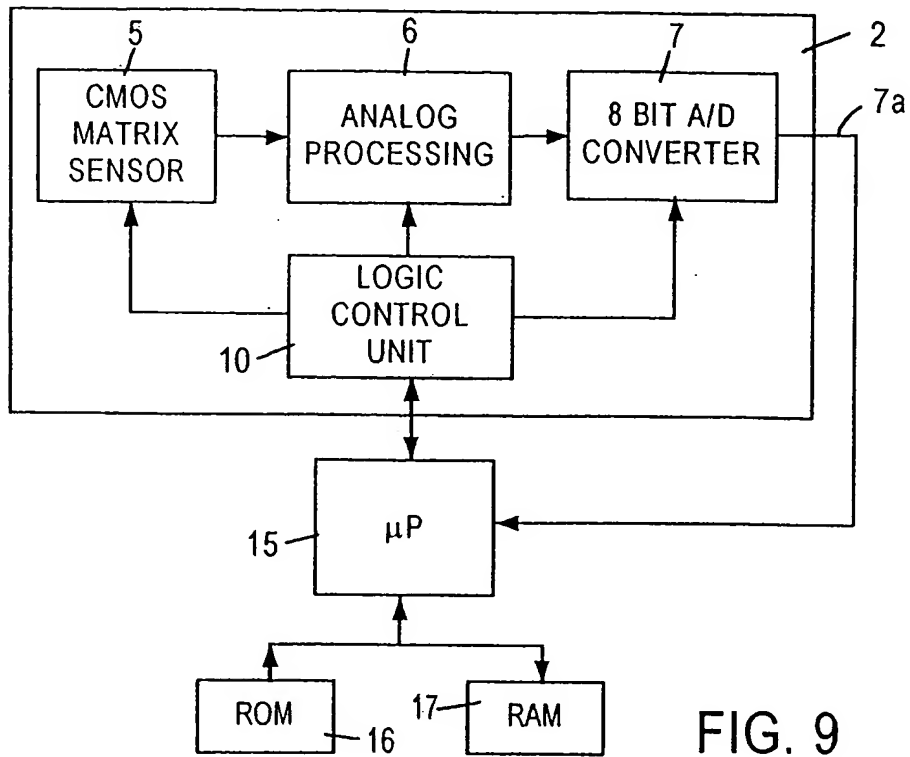 5
6
7
2
7a
CMOS
MATRIX
SENSOR
ANALOG
PROCESSING
8 BIT A/D
CONVERTER
LOGIC
CONTROL
UNIT
10
μP
15
ROM
16
17
RAM
FIG. 9